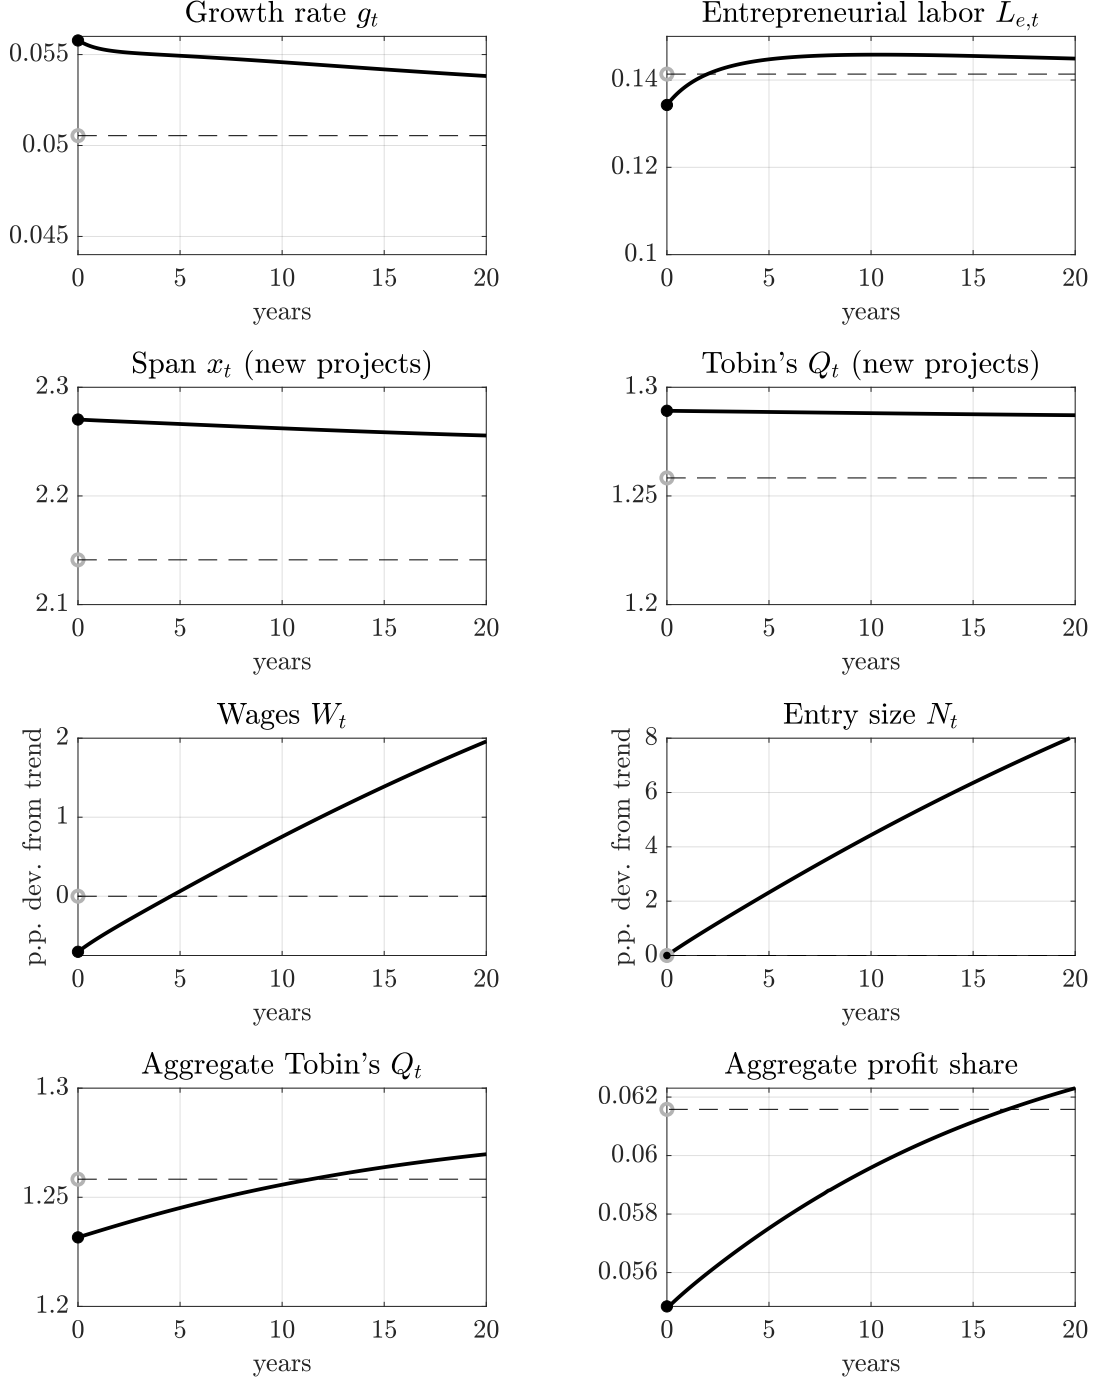 Growth rate g_t
0.055
0.05
0.045
0 5 10 15 20
years
Entrepreneurial labor L_{e,t}
0.14
0.12
0.1
0 5 10 15 20
years
Span x_t (new projects)
2.3
2.2
2.1
0 5 10 15 20
years
Tobin's Q_t (new projects)
1.3
1.25
1.2
0 5 10 15 20
years
Wages W_t
p.p. dev. from trend
2
1
0
0 5 10 15 20
years
Entry size N_t
p.p. dev. from trend
8
6
4
2
0
0 5 10 15 20
years
Aggregate Tobin's Q_t
1.3
1.25
1.2
0 5 10 15 20
years
Aggregate profit share
0.062
0.06
0.058
0.056
0 5 10 15 20
years